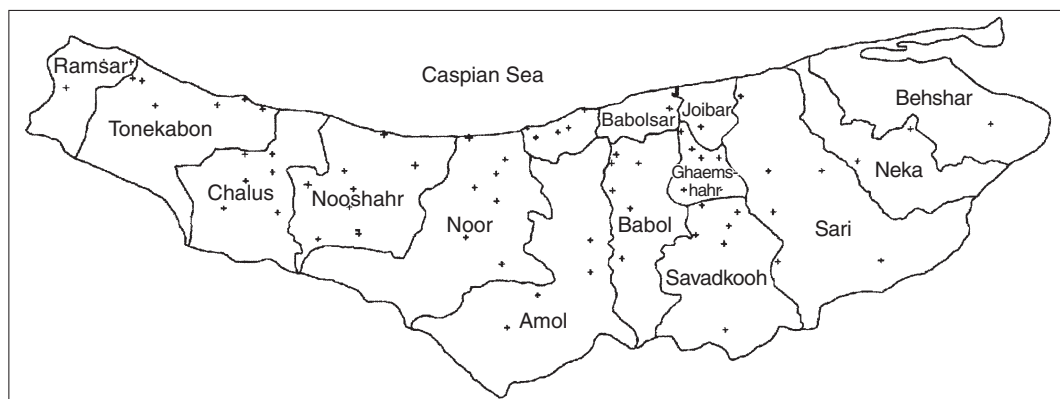 Ramsar
Caspian Sea
Behshar
Babolsar
Joibar
Tonekabon
Neka
Ghaems-
hahr
Chalus
Nooshahr
Noor
Babol
Sari
Savadkooh
Amol